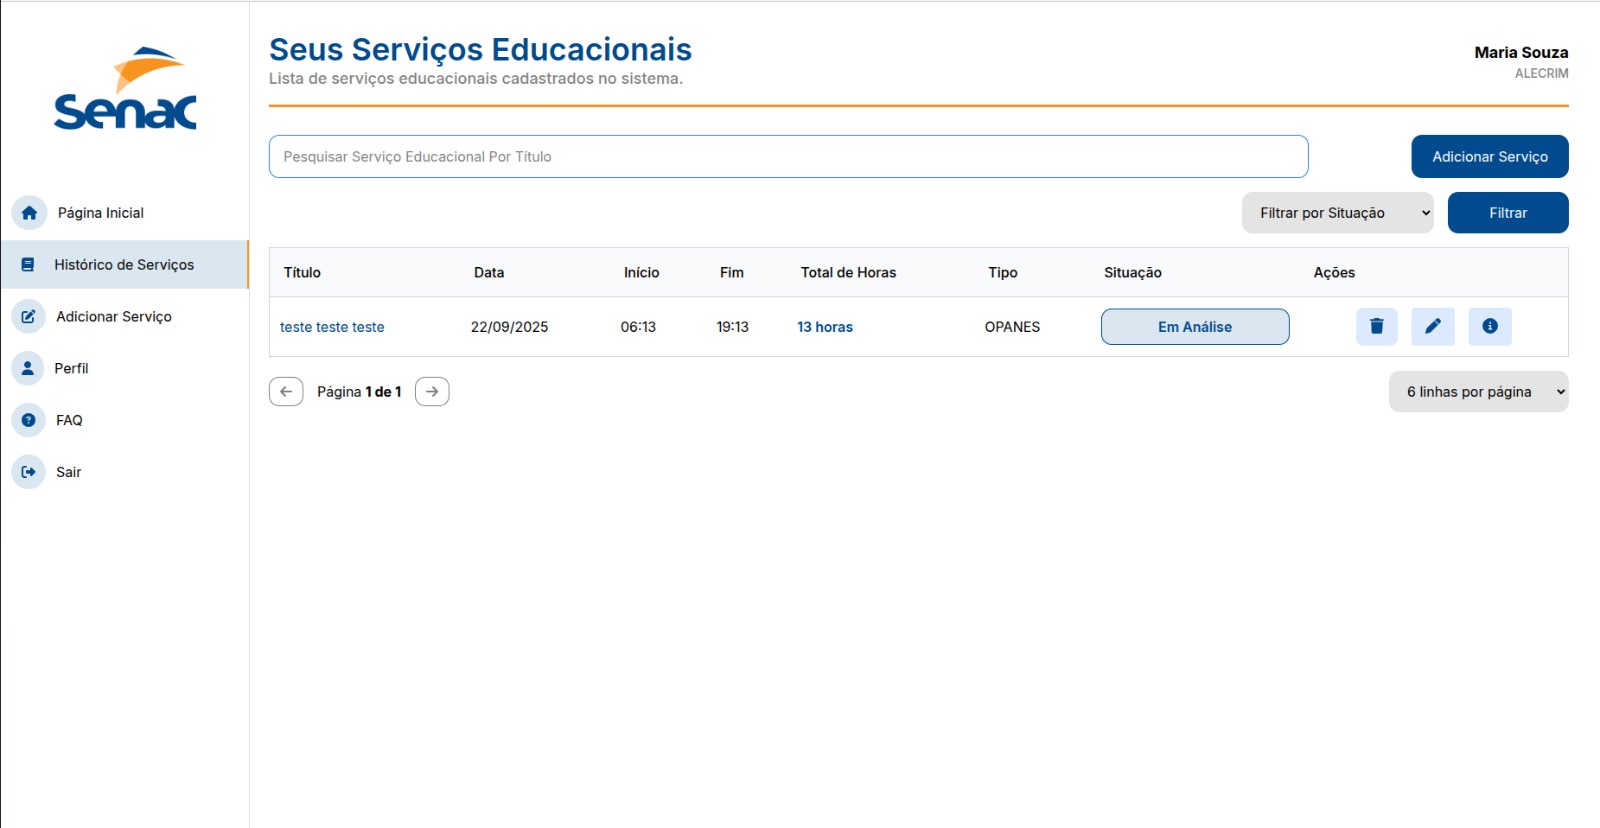 Senac
Seus Serviços Educacionais
Lista de serviços educacionais cadastrados no sistema.
Maria Souza
ALECRIM
Pesquisar Serviço Educacional Por Título
Adicionar Serviço
Filtrar por Situação
Filtrar
Página Inicial
Histórico de Serviços
Adicionar Serviço
Perfil
FAQ
Sair
Título Data Início Fim Total de Horas Tipo Situação Ações
teste teste teste 22/09/2025 06:13 19:13 13 horas OPANES Em Análise
Página 1 de 1
6 linhas por página